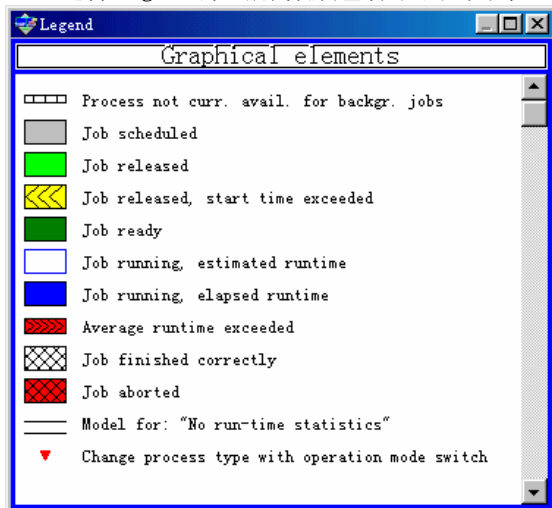 Legend
Graphical elements
Process not curr. avail. for backgr. jobs
Job scheduled
Job released
Job released, start time exceeded
Job ready
Job running, estimated runtime
Job running, elapsed runtime
Average runtime exceeded
Job finished correctly
Job aborted
Model for: "No run-time statistics"
Change process type with operation mode switch